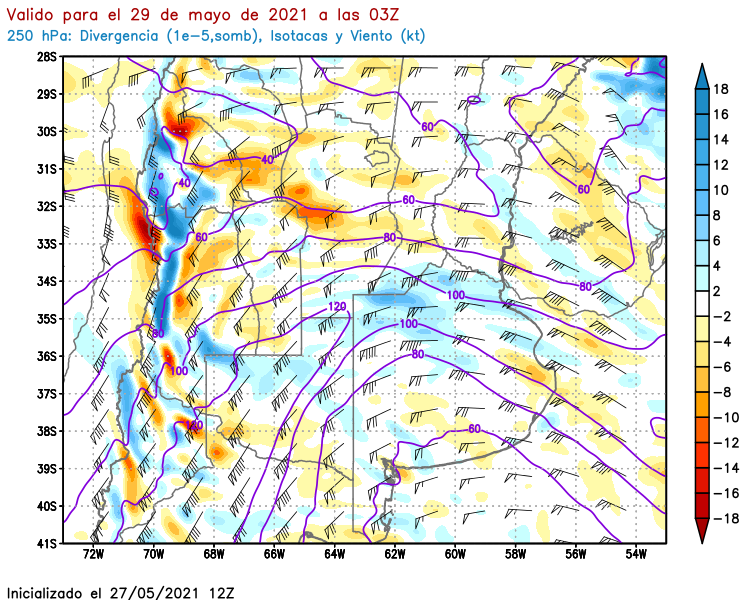 Valido para el 29 de mayo de 2021 a las 03Z
250 hPa: Divergencia (1e−5,somb), Isotacas y Viento (kt)
28S
29S
30S
31S
32S
33S
34S
35S
36S
37S
38S
39S
40S
41S
72W 70W 68W 66W 64W 62W 60W 58W 56W 54W
60
40
60
40
60
60
80
80
100
120
100
80
80
100
120
60
18
16
14
12
10
8
6
4
2
−2
−4
−6
−8
−10
−12
−14
−16
−18
Inicializado el 27/05/2021 12Z